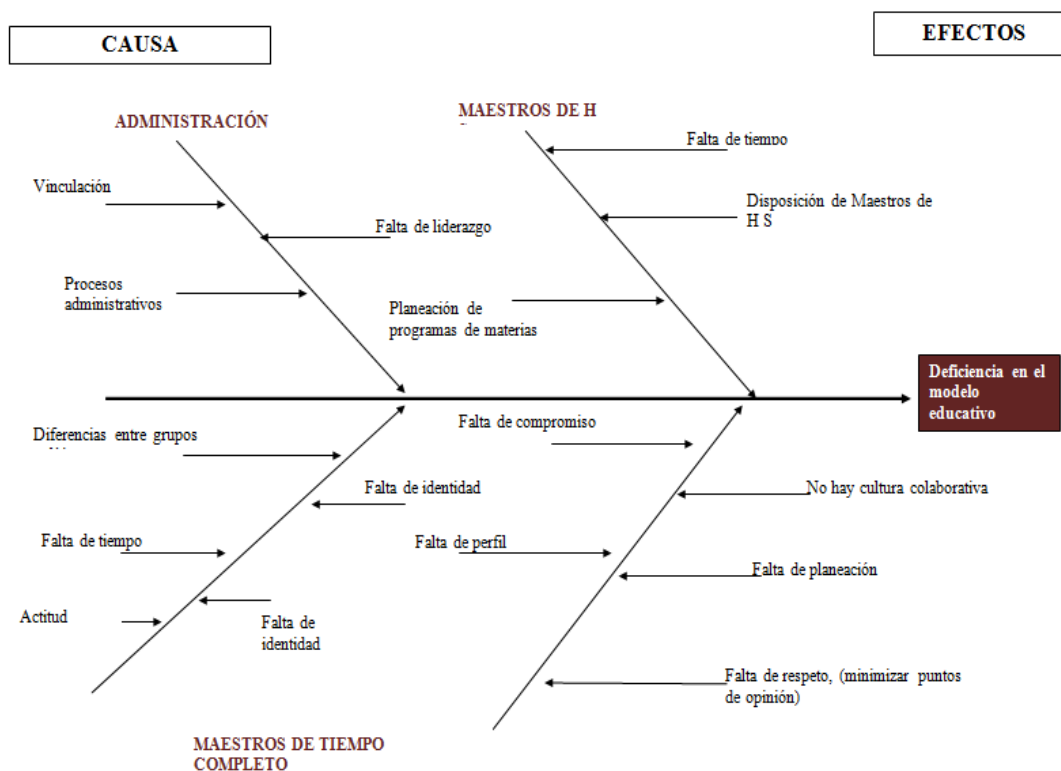 CAUSA
EFECTOS
ADMINISTRACIÓN
MAESTROS DE H
Falta de tiempo
Vinculación
Disposición de Maestros de
H S
Falta de liderazgo
Procesos
administrativos
Planeación de
programas de materias
Deficiencia en el
modelo
educativo
Falta de compromiso
Diferencias entre grupos
Falta de identidad
No hay cultura colaborativa
Falta de tiempo
Falta de perfil
Falta de planeación
Actitud
Falta de
identidad
Falta de respeto, (minimizar puntos
de opinión)
MAESTROS DE TIEMPO
COMPLETO